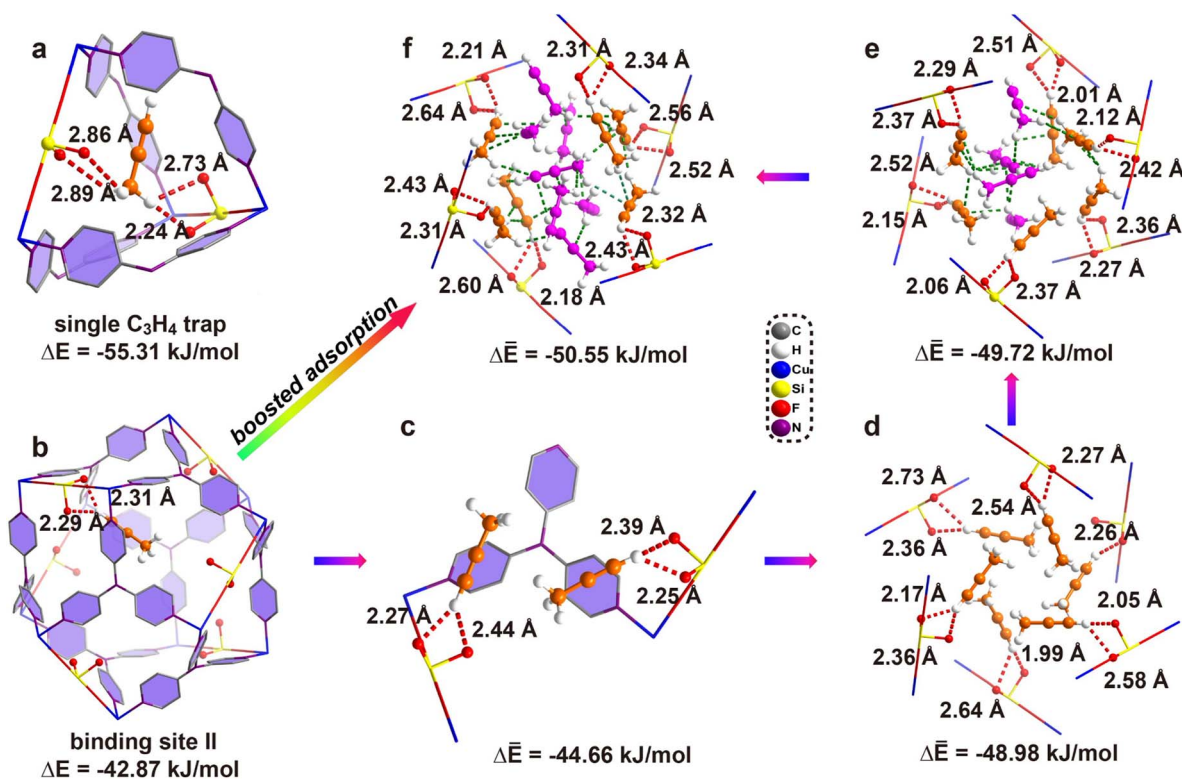 a
2.86 Å
2.73 Å
2.89 Å
2.24 Å
single C₃H₄ trap
ΔE = -55.31 kJ/mol
f
2.21 Å
2.31 Å
2.34 Å
2.64 Å
2.56 Å
2.52 Å
2.43 Å
2.32 Å
2.31 Å
2.43 Å
2.60 Å
2.18 Å
ΔE̅ = -50.55 kJ/mol
e
2.51 Å
2.29 Å
2.01 Å
2.37 Å
2.12 Å
2.52 Å
2.42 Å
2.15 Å
2.36 Å
2.27 Å
2.06 Å
2.37 Å
ΔE̅ = -49.72 kJ/mol
boosted adsorption
C
H
Cu
Si
F
N
b
2.31 Å
2.29 Å
binding site II
ΔE = -42.87 kJ/mol
c
2.39 Å
2.25 Å
2.27 Å
2.44 Å
ΔE̅ = -44.66 kJ/mol
d
2.27 Å
2.73 Å
2.54 Å
2.26 Å
2.36 Å
2.17 Å
2.05 Å
2.36 Å
1.99 Å
2.58 Å
2.64 Å
ΔE̅ = -48.98 kJ/mol